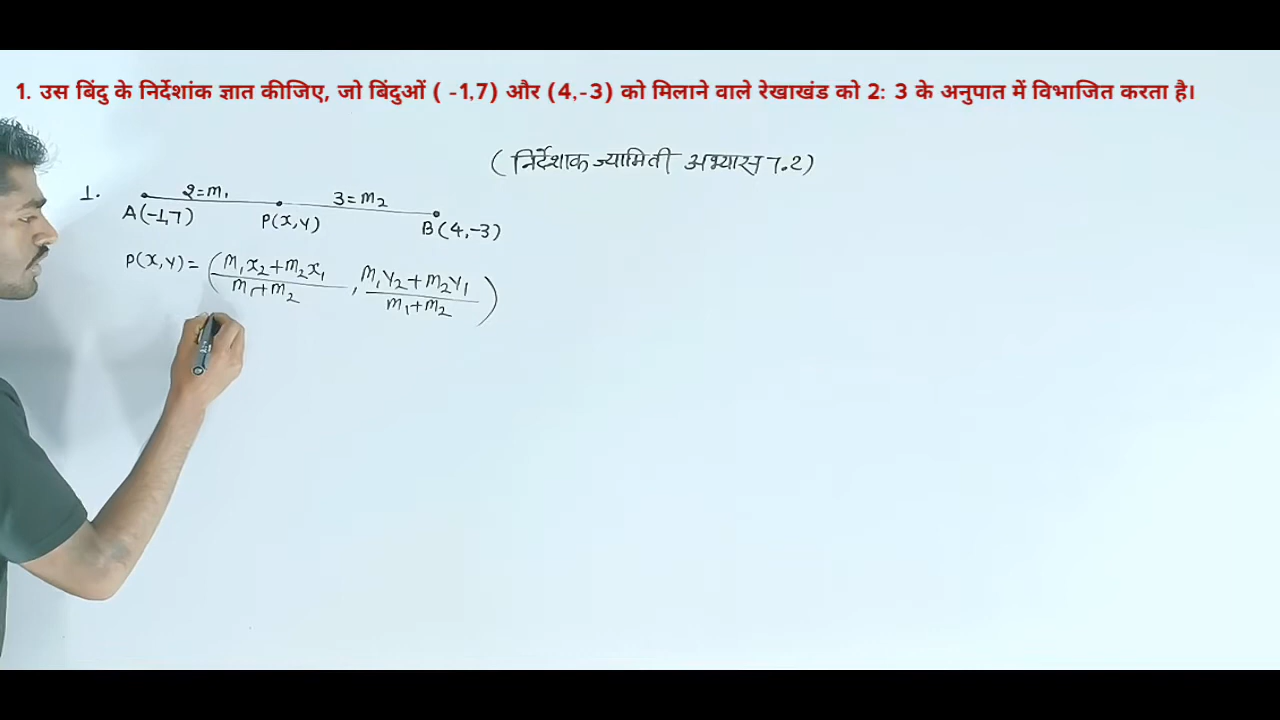 1. उस बिंदु के निर्देशांक ज्ञात कीजिए, जो बिंदुओं ( -1,7) और (4,-3) को मिलाने वाले रेखाखंड को 2: 3 के अनुपात में विभाजित करता है।
(निर्देशाक ज्यामिती अभ्यास 7.2)
1. 2=m₁ 3=m₂
A(-1,7) P(x,y) B(4,-3)
P(x,y)= (m₁x₂+m₂x₁/m₁+m₂ , m₁y₂+m₂y₁/m₁+m₂)